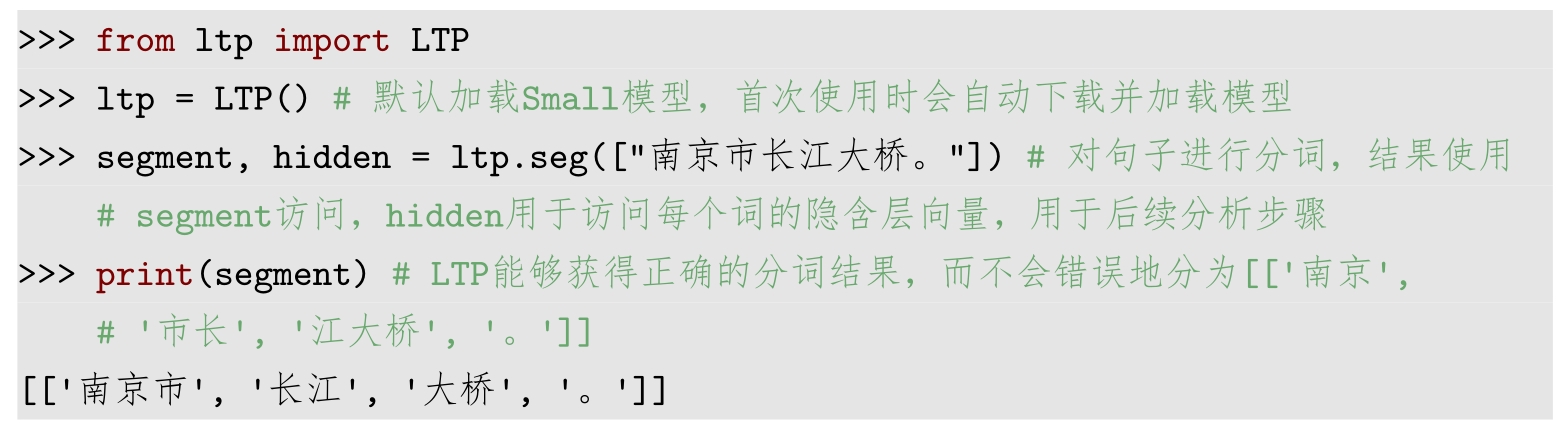 >>> from ltp import LTP
>>> ltp = LTP() # 默认加载Small模型，首次使用时会自动下载并加载模型
>>> segment, hidden = ltp.seg(["南京市长江大桥。"]) # 对句子进行分词，结果使用
    # segment访问，hidden用于访问每个词的隐含层向量，用于后续分析步骤
>>> print(segment) # LTP能够获得正确的分词结果，而不会错误地分为[['南京',
    # '市长', '江大桥', '。']]
[['南京市', '长江', '大桥', '。']]